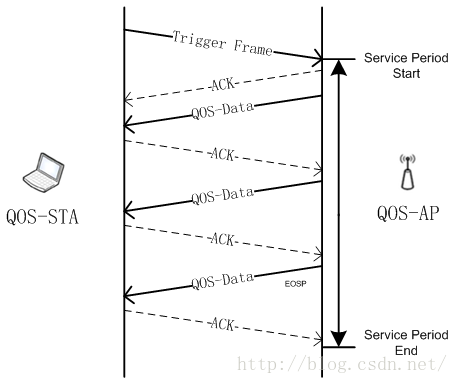 Trigger Frame
Service Period
Start
ACK
QOS-Data
ACK
QOS-STA
QOS-Data
QOS-AP
ACK
QOS-Data
EOSP
ACK
Service Period
End
http://blog.csdn.net/